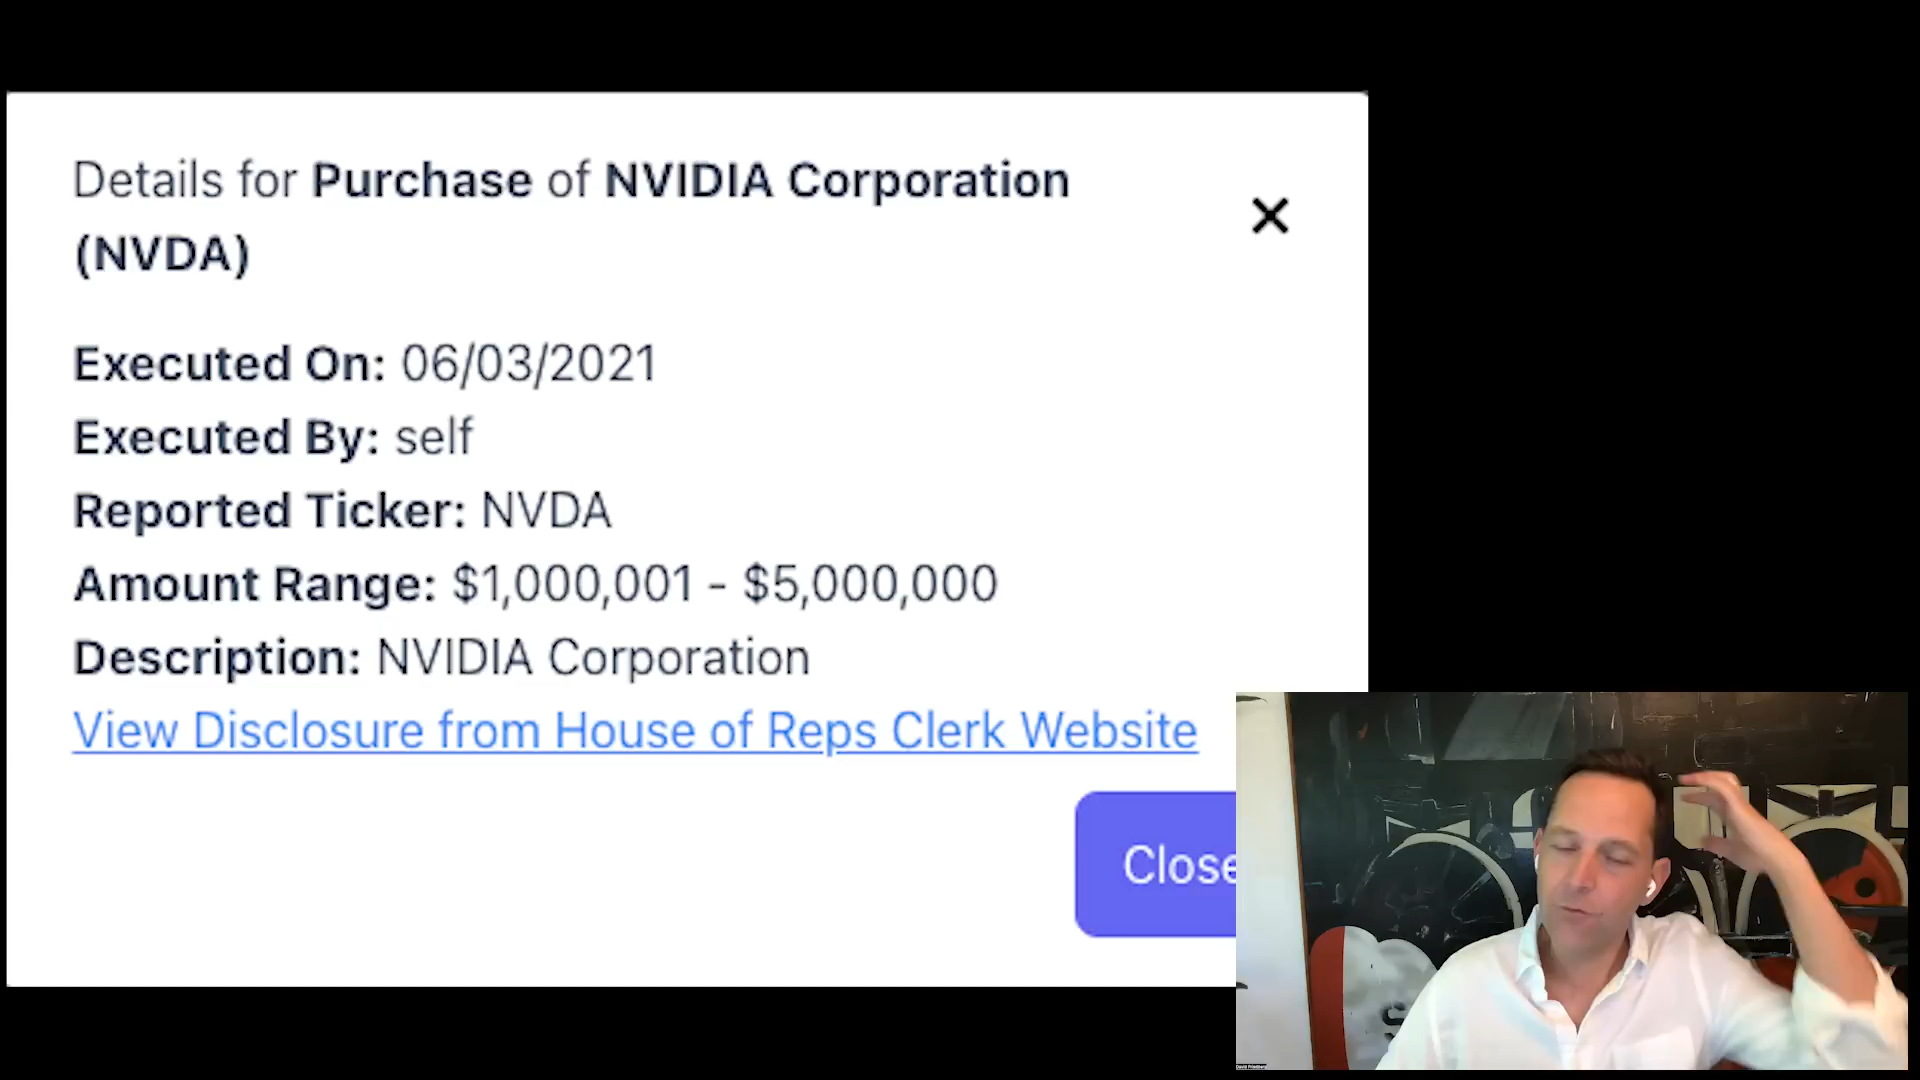 Details for Purchase of NVIDIA Corporation
(NVDA)
Executed On: 06/03/2021
Executed By: self
Reported Ticker: NVDA
Amount Range: $1,000,001 - $5,000,000
Description: NVIDIA Corporation
View Disclosure from House of Reps Clerk Website
Close
David Friedberg